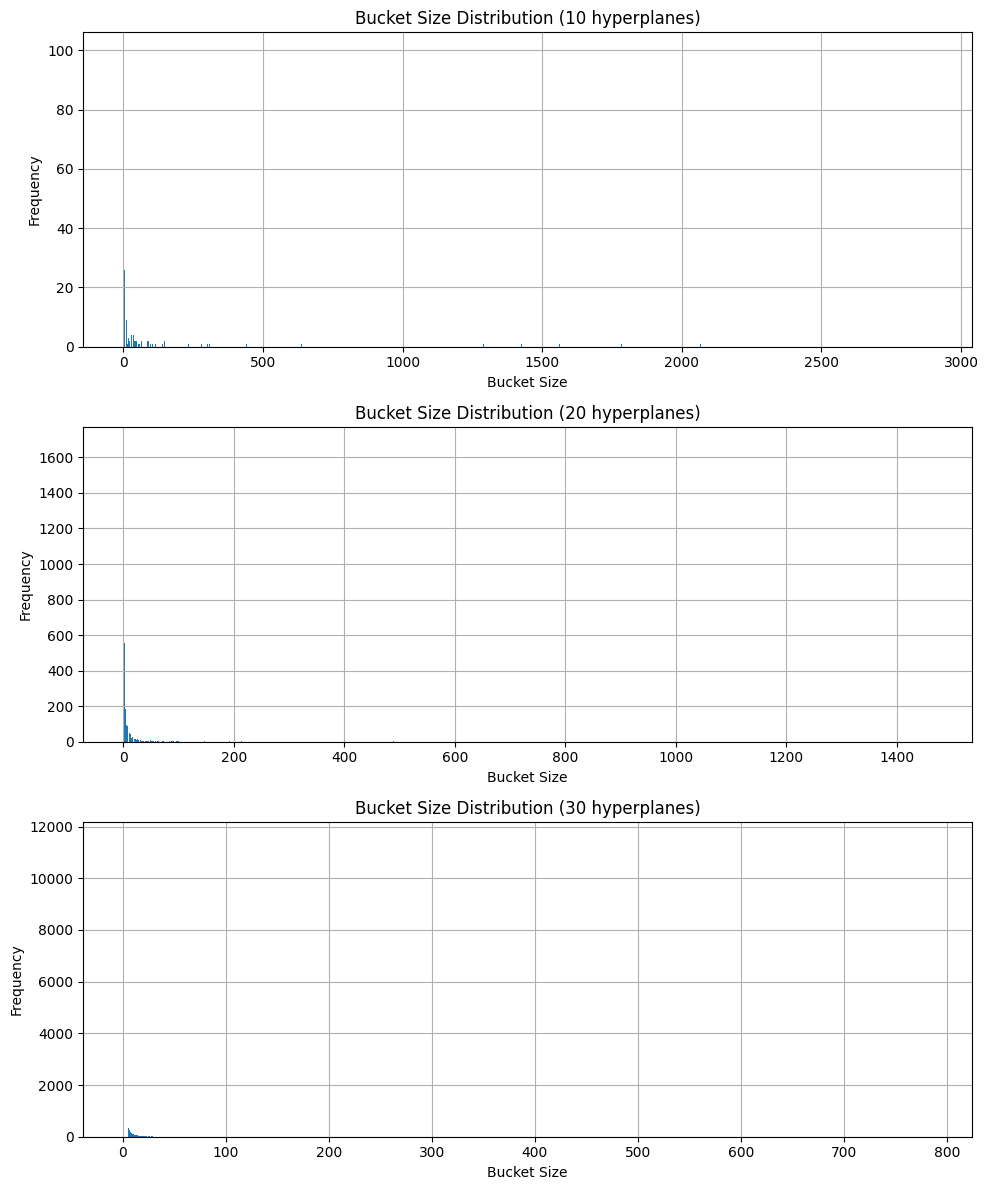 Bucket Size Distribution (10 hyperplanes)
100
80
60
40
20
0
Frequency
0 500 1000 1500 2000 2500 3000
Bucket Size
Bucket Size Distribution (20 hyperplanes)
1600
1400
1200
1000
800
600
400
200
0
Frequency
0 200 400 600 800 1000 1200 1400
Bucket Size
Bucket Size Distribution (30 hyperplanes)
12000
10000
8000
6000
4000
2000
0
Frequency
0 100 200 300 400 500 600 700 800
Bucket Size